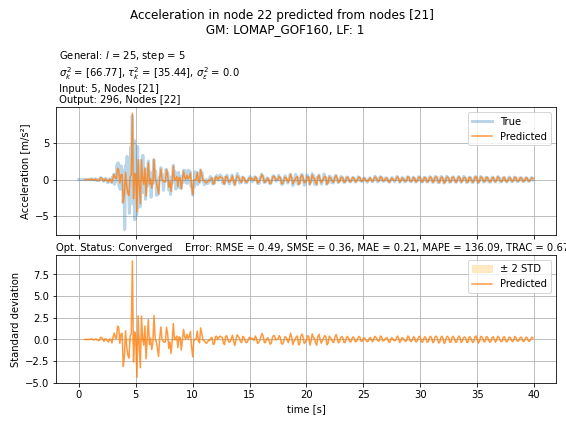 Acceleration in node 22 predicted from nodes [21]
GM: LOMAP_GOF160, LF: 1
General: l = 25, step = 5
σ²ₖ = [66.77], τ²ₖ = [35.44], σ²ε = 0.0
Input: 5, Nodes [21]
Output: 296, Nodes [22]
True
Predicted
5
0
−5
Acceleration [m/s²]
Opt. Status: Converged Error: RMSE = 0.49, SMSE = 0.36, MAE = 0.21, MAPE = 136.09, TRAC = 0.67
± 2 STD
Predicted
7.5
5.0
2.5
0.0
−2.5
−5.0
Standard deviation
0 5 10 15 20 25 30 35 40
time [s]